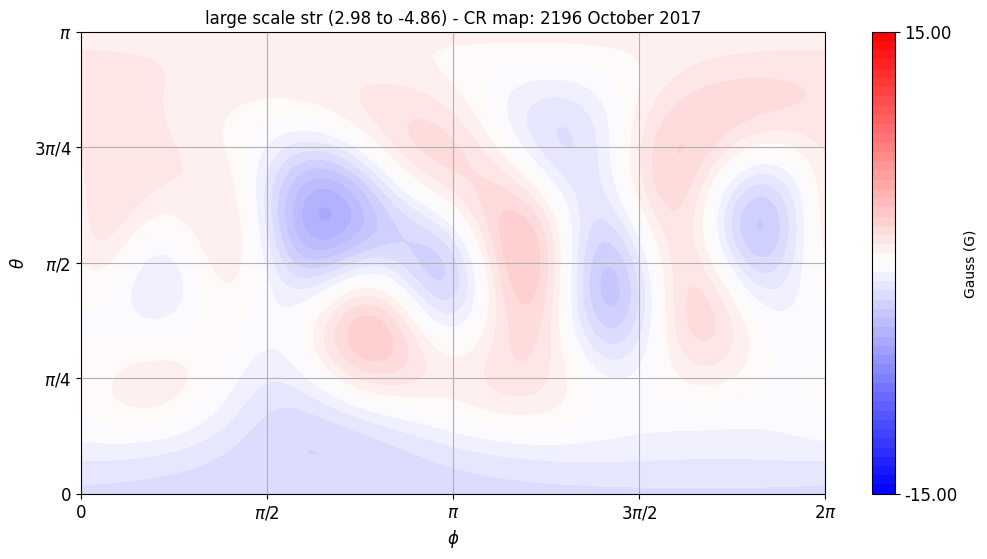 large scale str (2.98 to -4.86) - CR map: 2196 October 2017
π
3π/4
π/2
π/4
0
θ
0
π/2
π
3π/2
2π
ϕ
15.00
-15.00
Gauss (G)